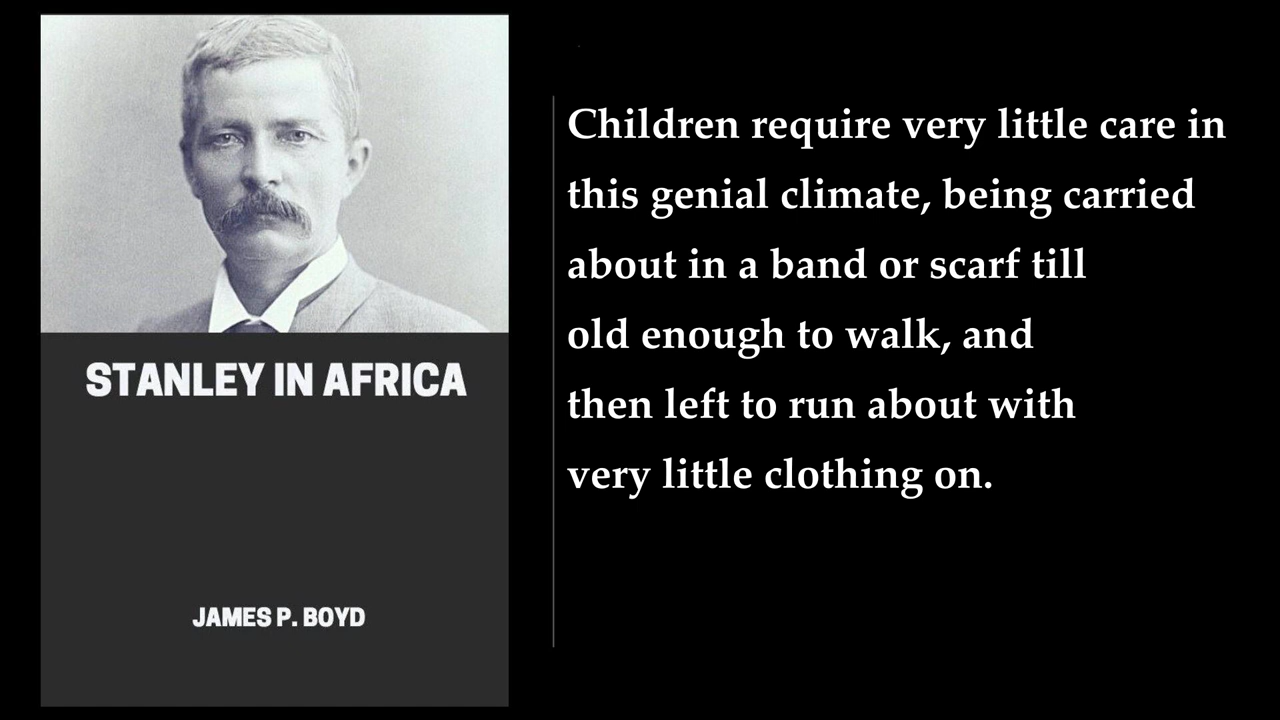 STANLEY IN AFRICA
JAMES P. BOYD
Children require very little care in
this genial climate, being carried
about in a band or scarf till
old enough to walk, and
then left to run about with
very little clothing on.